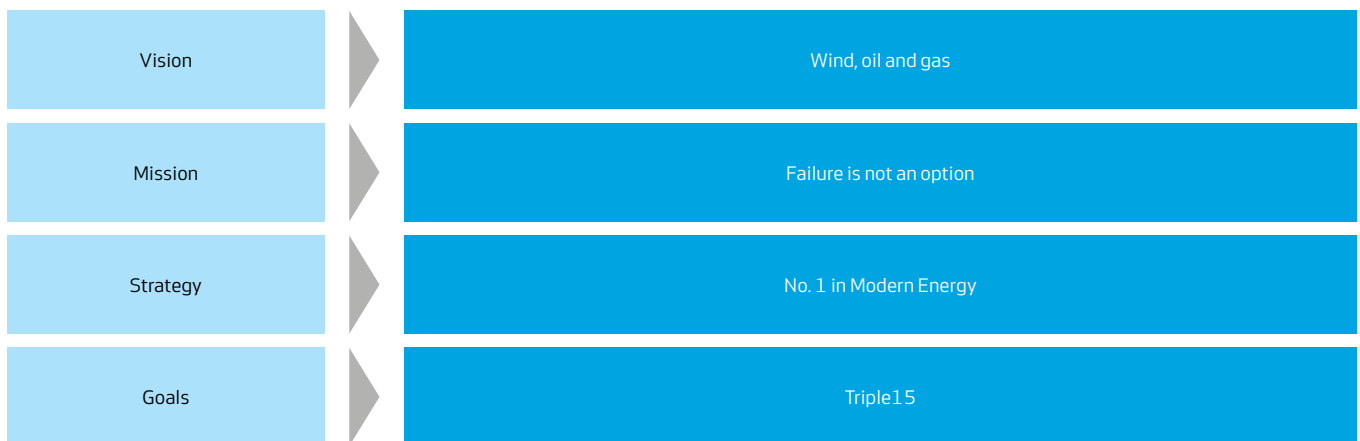 Vision
Wind, oil and gas
Mission
Failure is not an option
Strategy
No. 1 in Modern Energy
Goals
Triple15